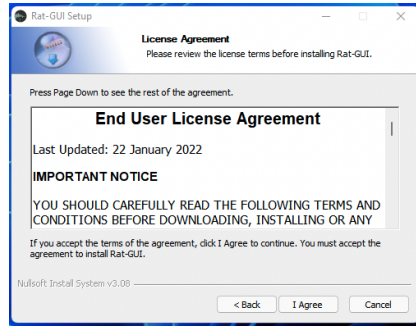 Rat-GUI Setup
License Agreement
Please review the license terms before installing Rat-GUI.
Press Page Down to see the rest of the agreement.
End User License Agreement
Last Updated: 22 January 2022
IMPORTANT NOTICE
YOU SHOULD CAREFULLY READ THE FOLLOWING TERMS AND
CONDITIONS BEFORE DOWNLOADING, INSTALLING OR ANY
If you accept the terms of the agreement, click I Agree to continue. You must accept the
agreement to install Rat-GUI.
Nullsoft Install System v3.08
< Back I Agree Cancel